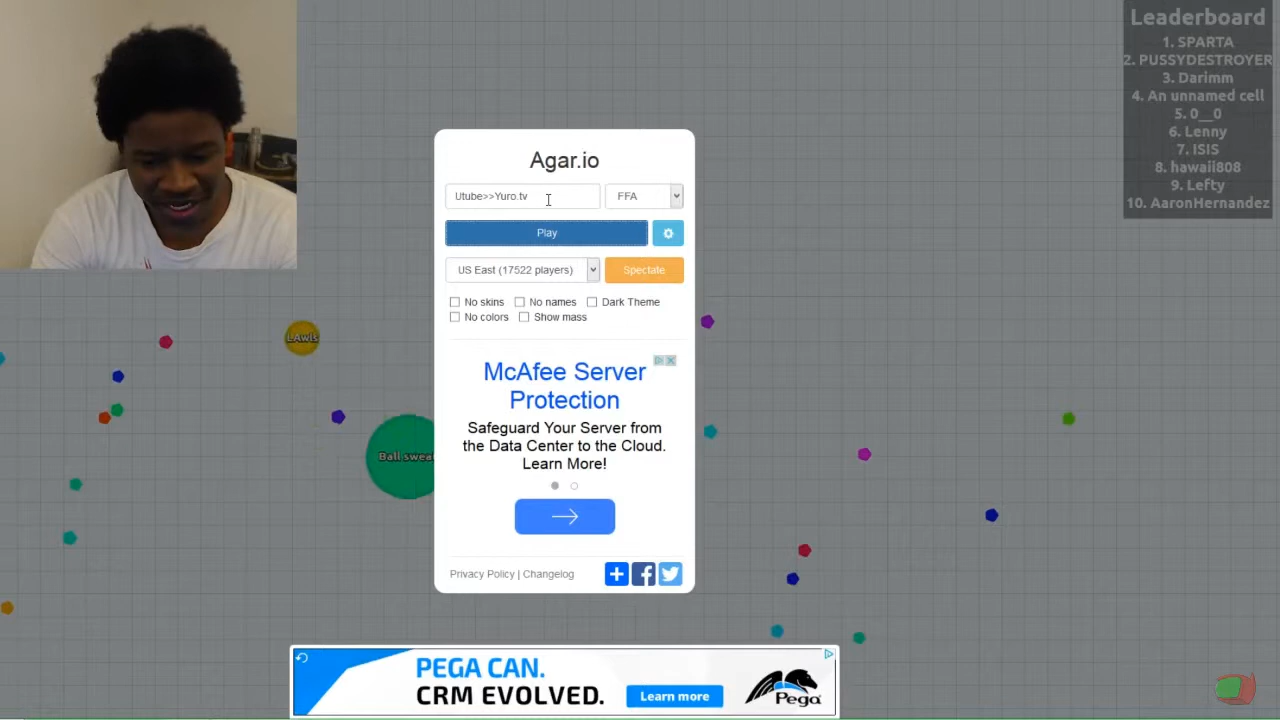 Leaderboard
1. SPARTA
2. PUSSYDESTROYER
3. Darimm
4. An unnamed cell
5. 0__0
6. Lenny
7. ISIS
8. hawaii808
9. Lefty
10. AaronHernandez
Agar.io
Utube>>Yuro.tv
FFA
Play
US East (17522 players)
Spectate
No skins
No names
Dark Theme
No colors
Show mass
LAwls
Ball sweat
McAfee Server
Protection
Safeguard Your Server from
the Data Center to the Cloud.
Learn More!
Privacy Policy | Changelog
PEGA CAN.
CRM EVOLVED.
Learn more
Pega